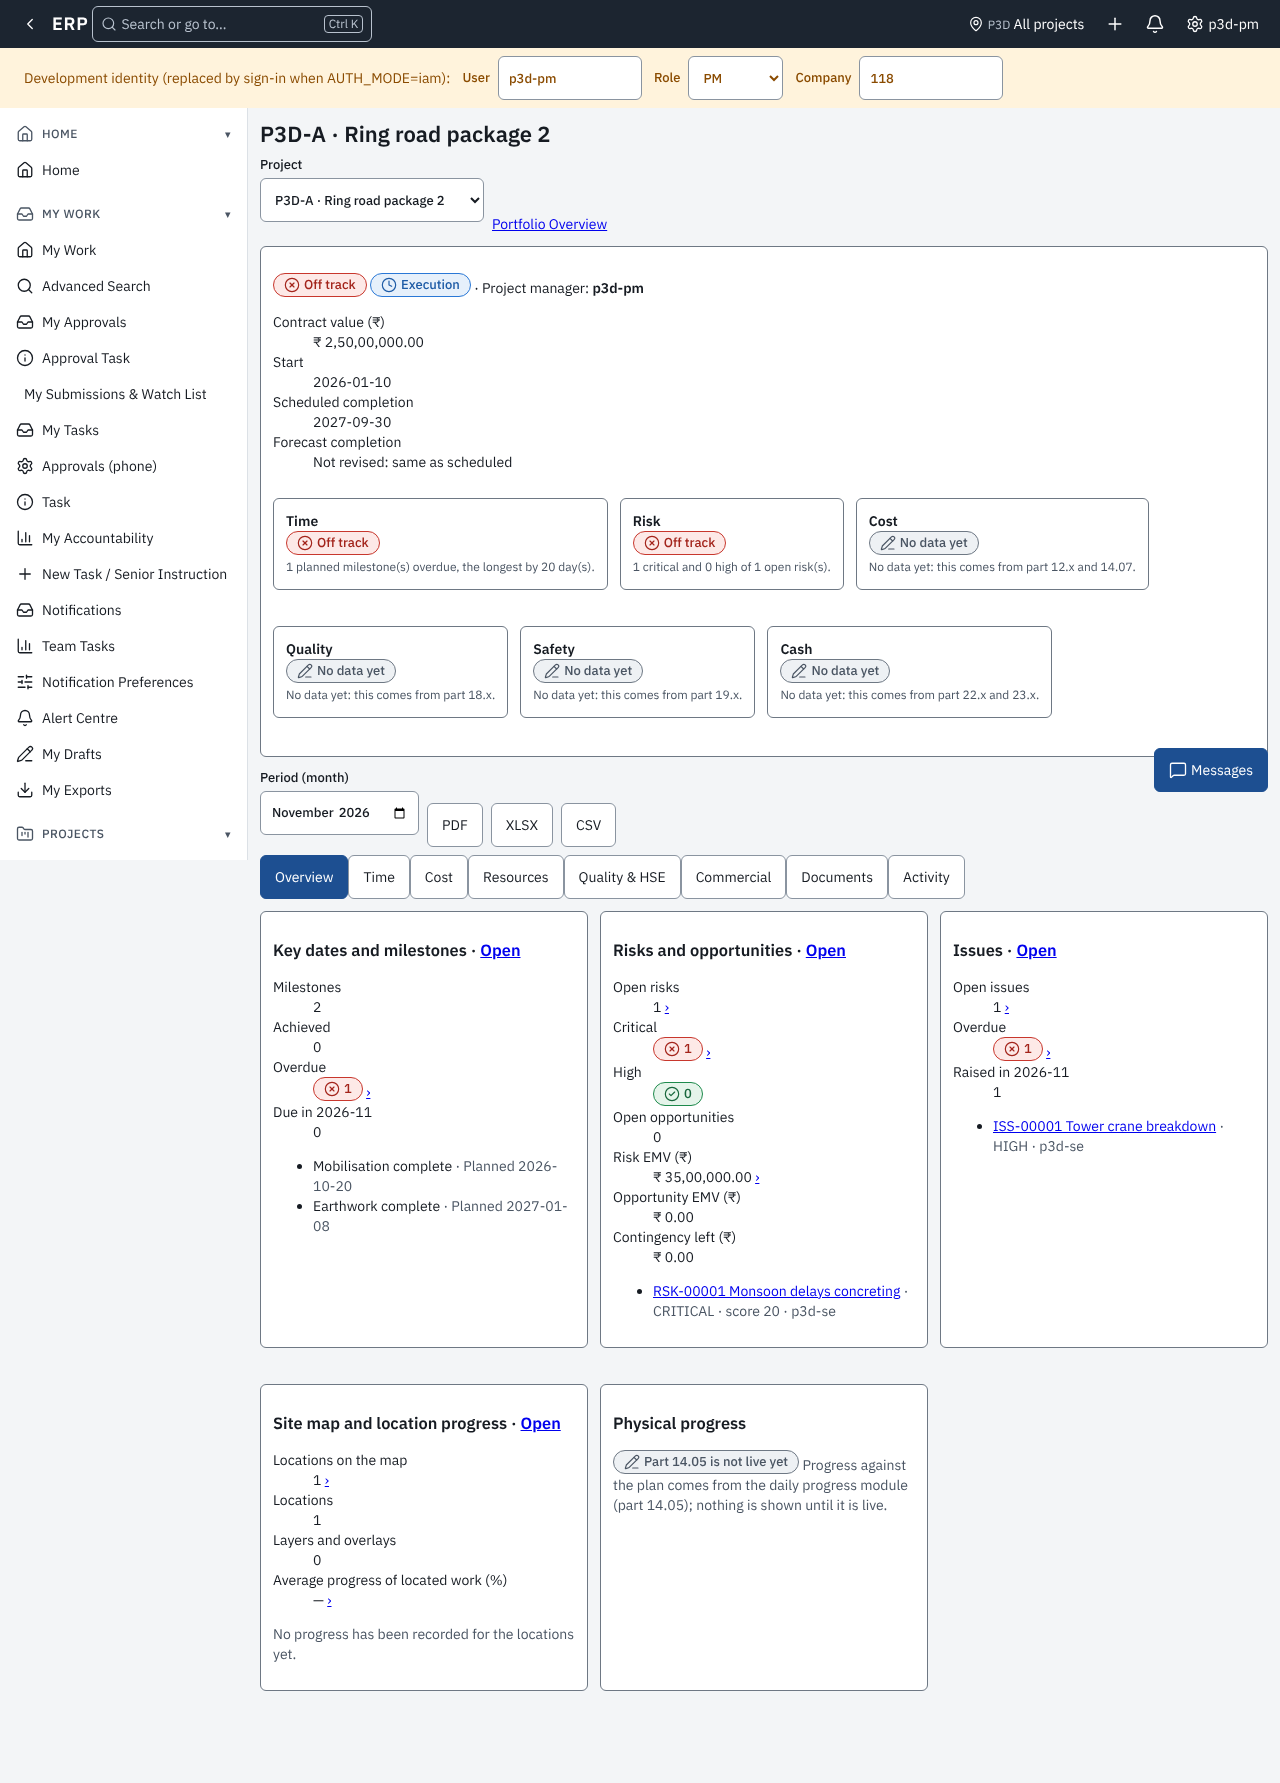 ERP
Search or go to...
Ctrl K
P3D All projects
p3d-pm
Development identity (replaced by sign-in when AUTH_MODE=iam):
User
p3d-pm
Role
PM
Company
118
HOME
Home
MY WORK
My Work
Advanced Search
My Approvals
Approval Task
My Submissions & Watch List
My Tasks
Approvals (phone)
Task
My Accountability
New Task / Senior Instruction
Notifications
Team Tasks
Notification Preferences
Alert Centre
My Drafts
My Exports
PROJECTS
P3D-A · Ring road package 2
Project
P3D-A · Ring road package 2
Portfolio Overview
Off track Execution · Project manager: p3d-pm
Contract value (₹)
₹ 2,50,00,000.00
Start
2026-01-10
Scheduled completion
2027-09-30
Forecast completion
Not revised: same as scheduled
Time
Off track
1 planned milestone(s) overdue, the longest by 20 day(s).
Risk
Off track
1 critical and 0 high of 1 open risk(s).
Cost
No data yet
No data yet: this comes from part 12.x and 14.07.
Quality
No data yet
No data yet: this comes from part 18.x.
Safety
No data yet
No data yet: this comes from part 19.x.
Cash
No data yet
No data yet: this comes from part 22.x and 23.x.
Messages
Period (month)
November 2026
PDF
XLSX
CSV
Overview
Time
Cost
Resources
Quality & HSE
Commercial
Documents
Activity
Key dates and milestones · Open
Milestones
2
Achieved
0
Overdue
1 ›
Due in 2026-11
0
• Mobilisation complete · Planned 2026-
10-20
• Earthwork complete · Planned 2027-01-
08
Risks and opportunities · Open
Open risks
1 ›
Critical
1 ›
High
0
Open opportunities
0
Risk EMV (₹)
₹ 35,00,000.00 ›
Opportunity EMV (₹)
₹ 0.00
Contingency left (₹)
₹ 0.00
• RSK-00001 Monsoon delays concreting ·
CRITICAL · score 20 · p3d-se
Issues · Open
Open issues
1 ›
Overdue
1 ›
Raised in 2026-11
1
• ISS-00001 Tower crane breakdown ·
HIGH · p3d-se
Site map and location progress · Open
Locations on the map
1 ›
Locations
1
Layers and overlays
0
Average progress of located work (%)
— ›
No progress has been recorded for the locations
yet.
Physical progress
Part 14.05 is not live yet Progress against
the plan comes from the daily progress module
(part 14.05); nothing is shown until it is live.